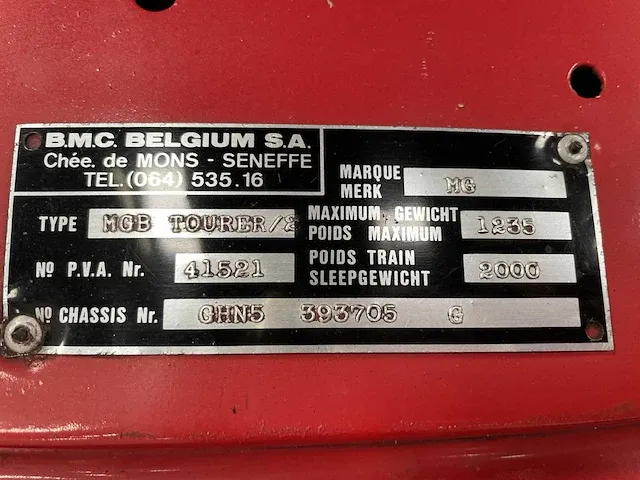 B.M.C. BELGIUM S.A.
Chée. de MONS - SENEFFE
TEL. (064) 535.16
MARQUE
MERK
MG
TYPE MGB TOURER/2
MAXIMUM GEWICHT
POIDS MAXIMUM
1235
Nº P.V.A. Nr. 41521
POIDS TRAIN
SLEEPGEWICHT
2000
Nº CHASSIS Nr. GHN5 393705 G